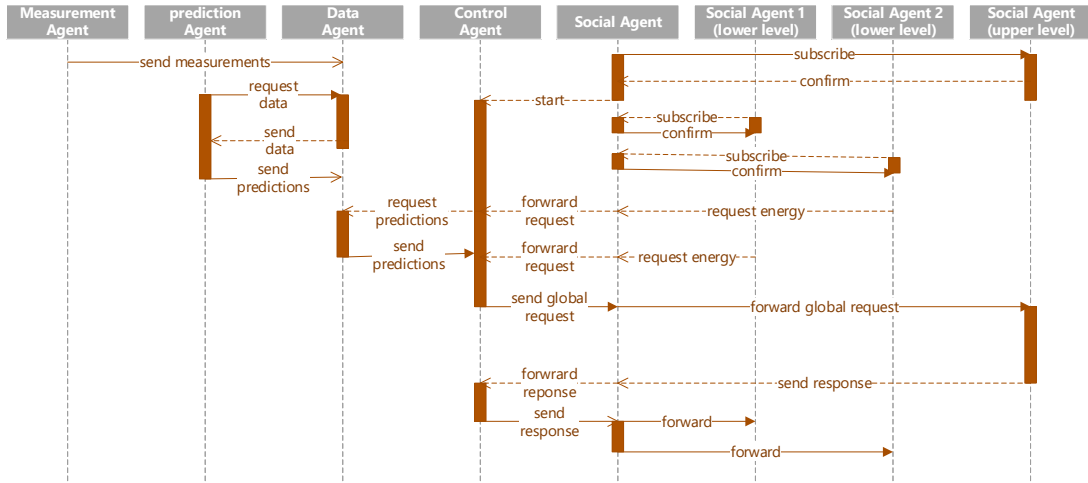 Measurement
Agent
prediction
Agent
Data
Agent
Control
Agent
Social Agent
Social Agent 1
(lower level)
Social Agent 2
(lower level)
Social Agent
(upper level)
subscribe
send measurements
confirm
request
data
start
subscribe
confirm
send
data
subscribe
confirm
send
predictions
request
predictions
forwrard
request
request energy
send
predictions
forwrard
request
request energy
send global
request
forward global request
forwrard
reponse
send response
send
response
forward
forward